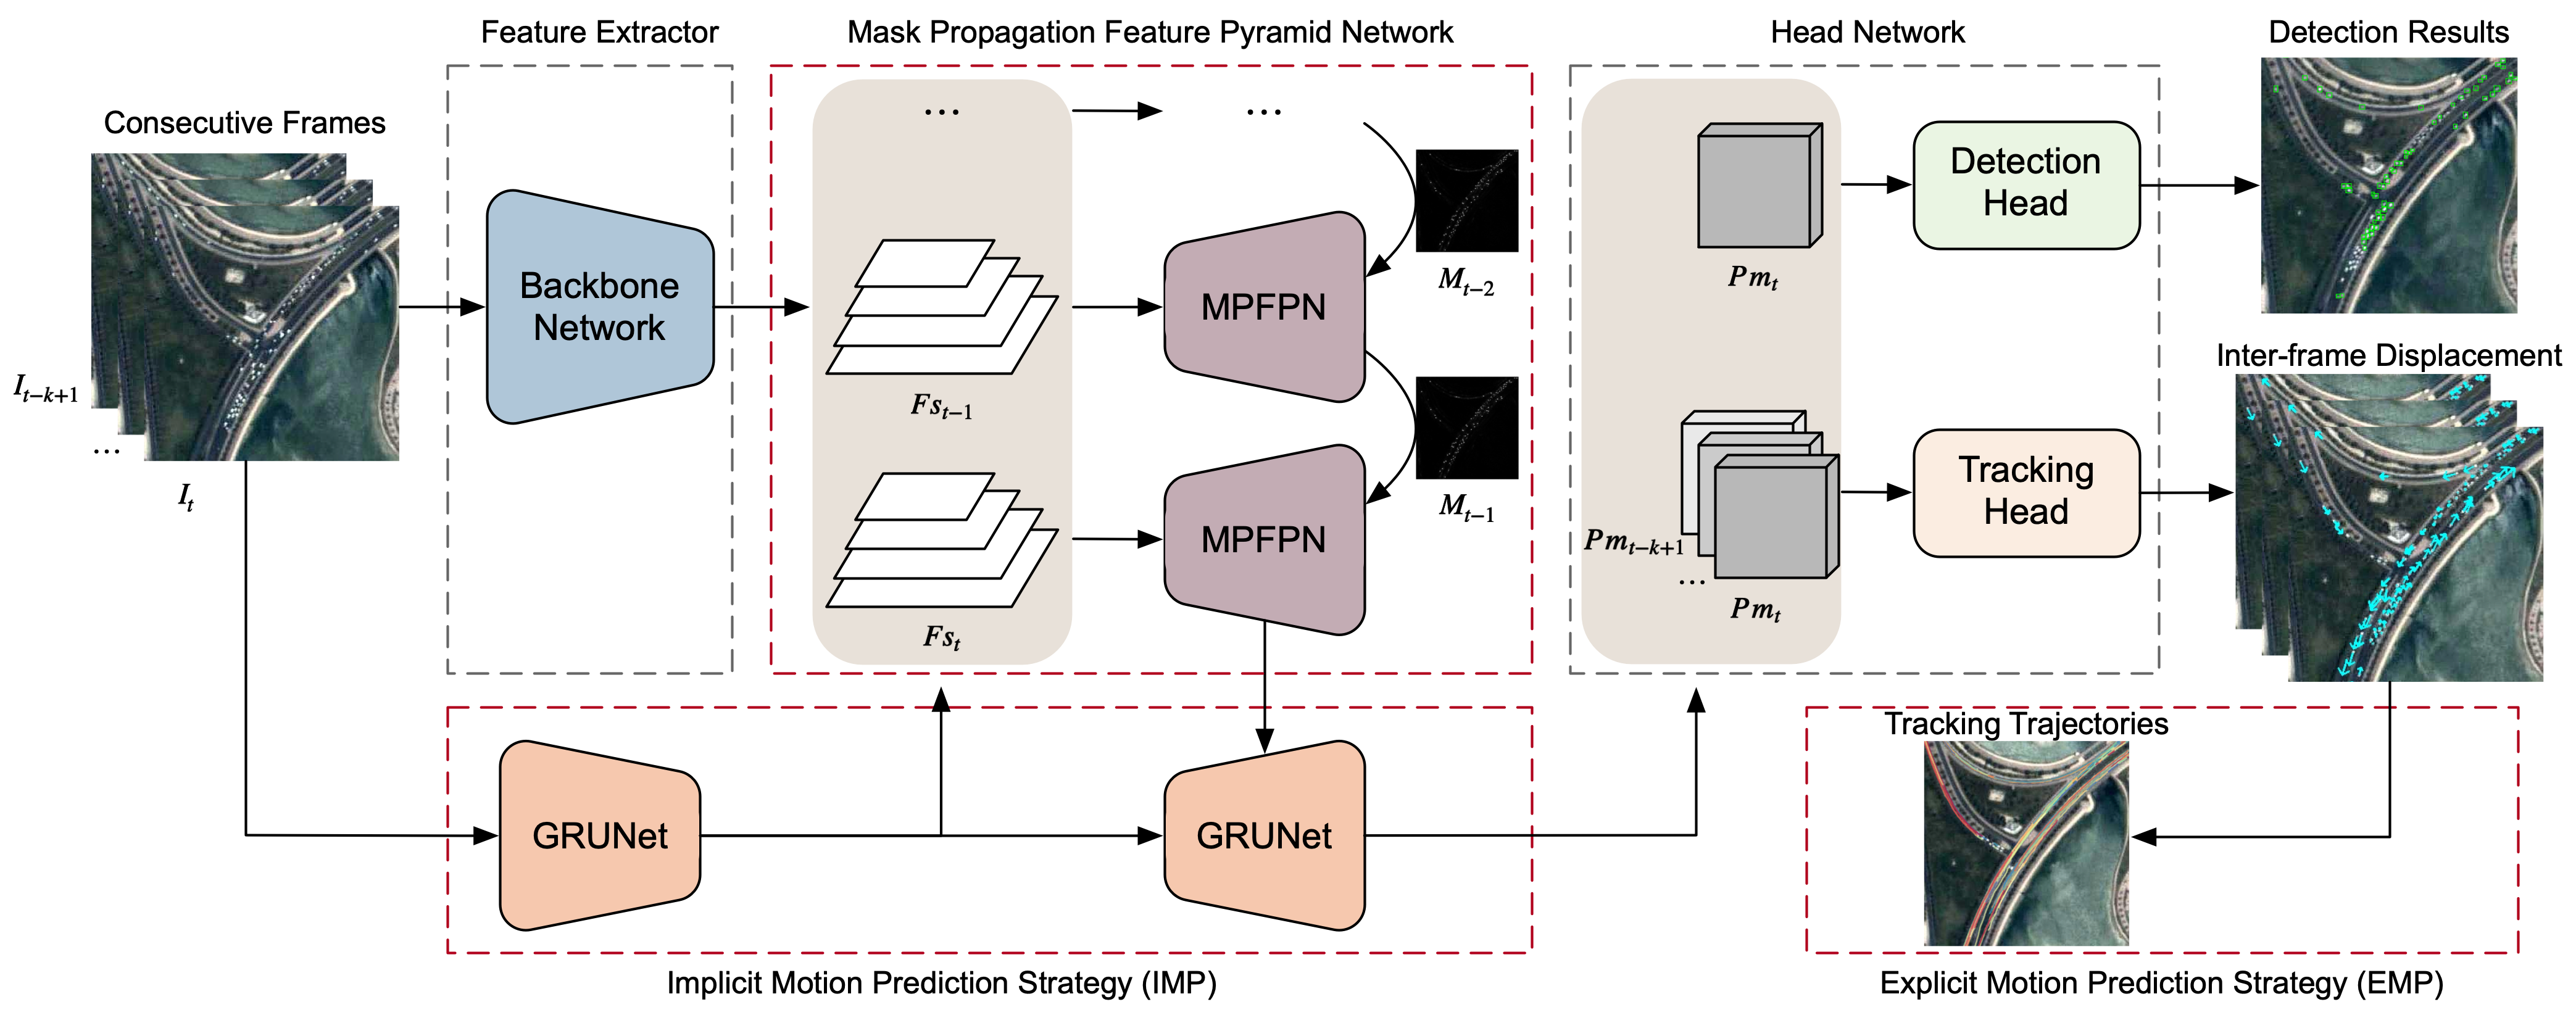 Feature Extractor
Mask Propagation Feature Pyramid Network
Head Network
Detection Results
Consecutive Frames
...
...
Backbone
Network
MPFPN
M_{t-2}
Detection
Head
Pm_t
Inter-frame Displacement
I_{t-k+1}
...
I_t
Fs_{t-1}
MPFPN
M_{t-1}
Fs_t
Tracking
Head
Pm_{t-k+1}
...
Pm_t
Tracking Trajectories
GRUNet
GRUNet
Implicit Motion Prediction Strategy (IMP)
Explicit Motion Prediction Strategy (EMP)